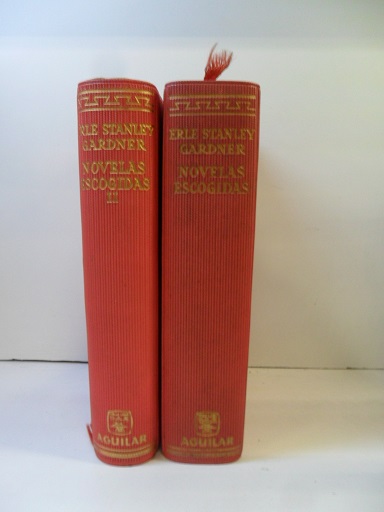 ERLE STANLEY
GARDNER
NOVELAS
ESCOGIDAS
II
AGUILAR
ERLE STANLEY
GARDNER
NOVELAS
ESCOGIDAS
AGUILAR